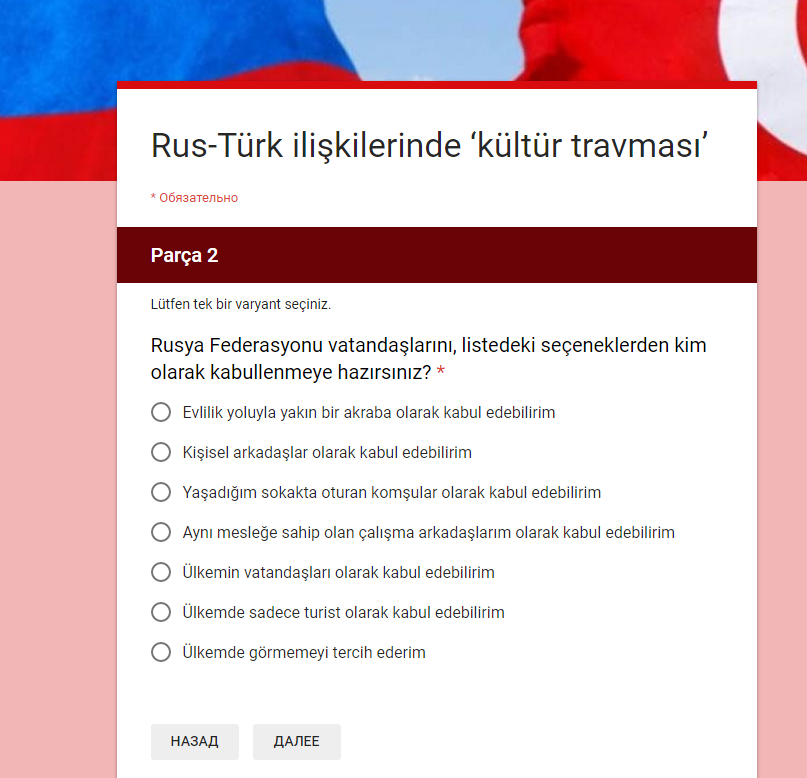 Rus-Türk ilişkilerinde ‘kültür travması’
* Обязательно
Parça 2
Lütfen tek bir varyant seçiniz.
Rusya Federasyonu vatandaşlarını, listedeki seçeneklerden kim
olarak kabullenmeye hazırsınız? *
Evlilik yoluyla yakın bir akraba olarak kabul edebilirim
Kişisel arkadaşlar olarak kabul edebilirim
Yaşadığım sokakta oturan komşular olarak kabul edebilirim
Aynı mesleğe sahip olan çalışma arkadaşlarım olarak kabul edebilirim
Ülkemin vatandaşları olarak kabul edebilirim
Ülkemde sadece turist olarak kabul edebilirim
Ülkemde görmemeyi tercih ederim
НАЗАД ДАЛЕЕ